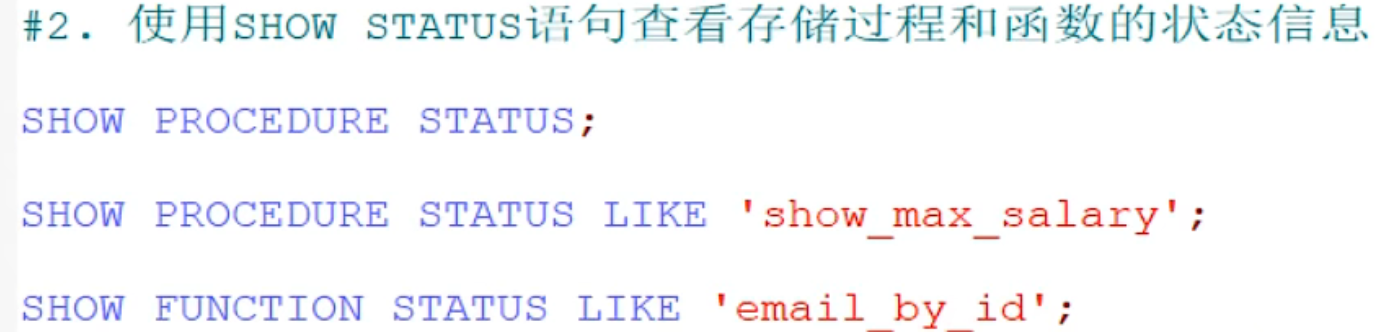 #2. 使用SHOW STATUS语句查看存储过程和函数的状态信息
SHOW PROCEDURE STATUS;
SHOW PROCEDURE STATUS LIKE 'show_max_salary';
SHOW FUNCTION STATUS LIKE 'email_by_id';